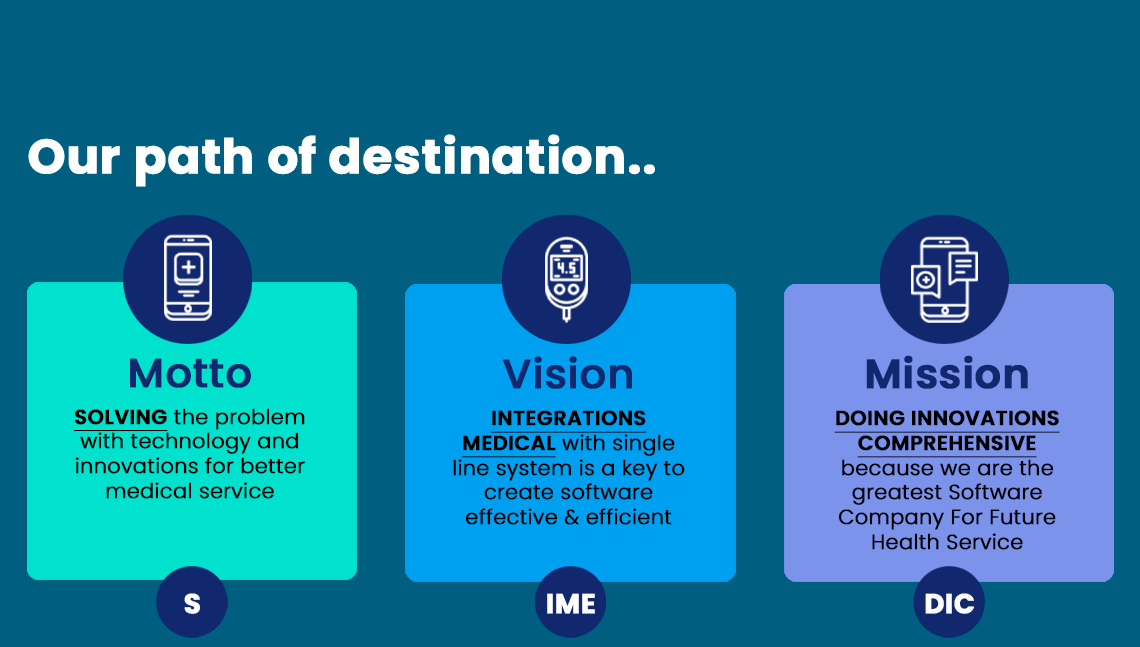 Our path of destination..
4.5
Motto
SOLVING the problem
with technology and
innovations for better
medical service
S
Vision
INTEGRATIONS
MEDICAL with single
line system is a key to
create software
effective & efficient
IME
Mission
DOING INNOVATIONS
COMPREHENSIVE
because we are the
greatest Software
Company For Future
Health Service
DIC